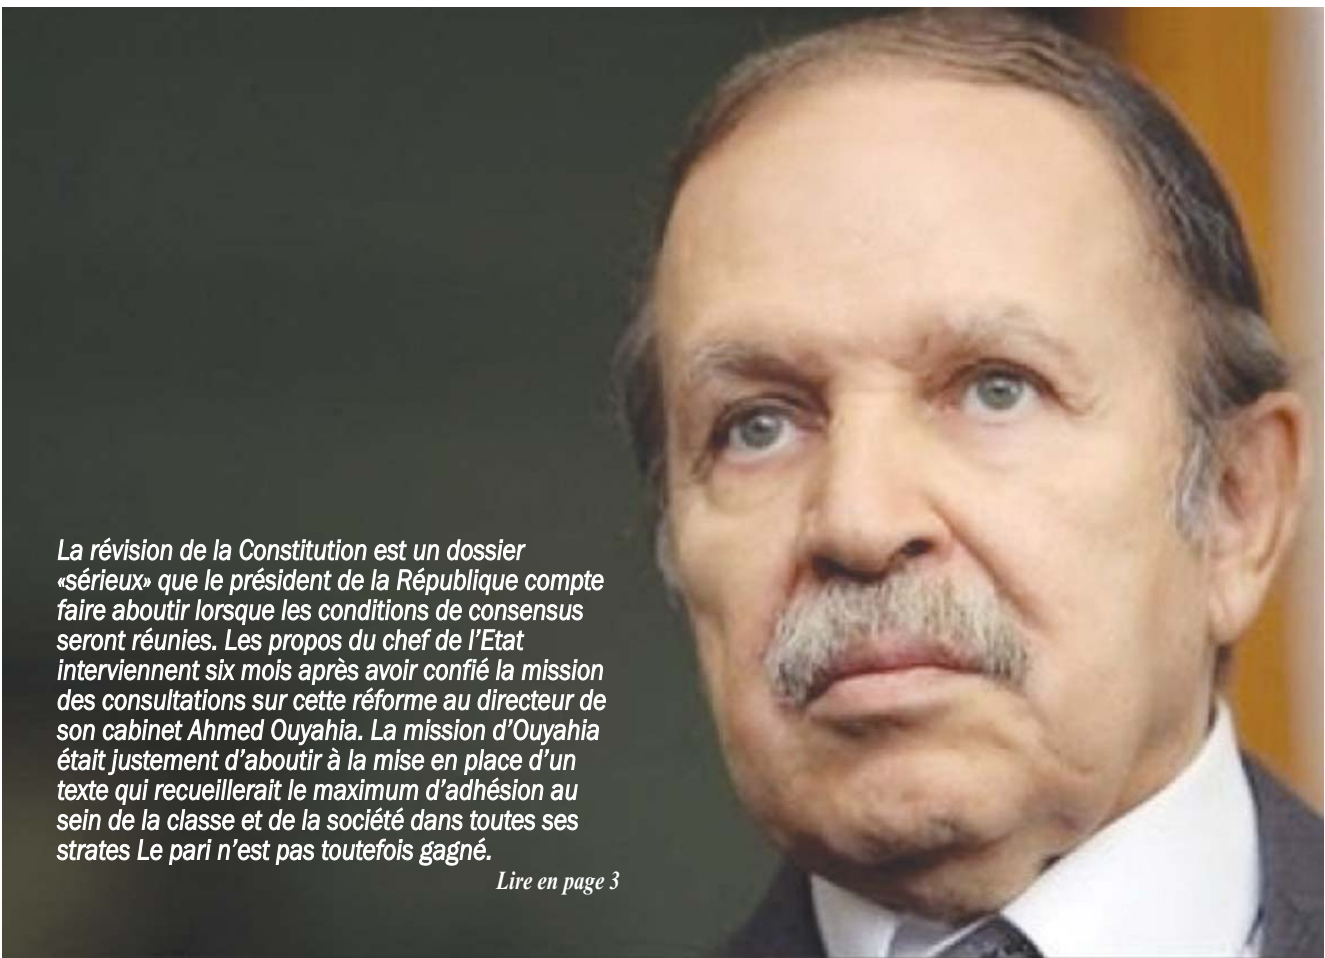 La révision de la Constitution est un dossier
«sérieux» que le président de la République compte
faire aboutir lorsque les conditions de consensus
seront réunies. Les propos du chef de l'Etat
interviennent six mois après avoir confié la mission
des consultations sur cette réforme au directeur de
son cabinet Ahmed Ouyahia. La mission d'Ouyahia
était justement d'aboutir à la mise en place d'un
texte qui recueillerait le maximum d'adhésion au
sein de la classe et de la société dans toutes ses
strates Le pari n'est pas toutefois gagné.
Lire en page 3